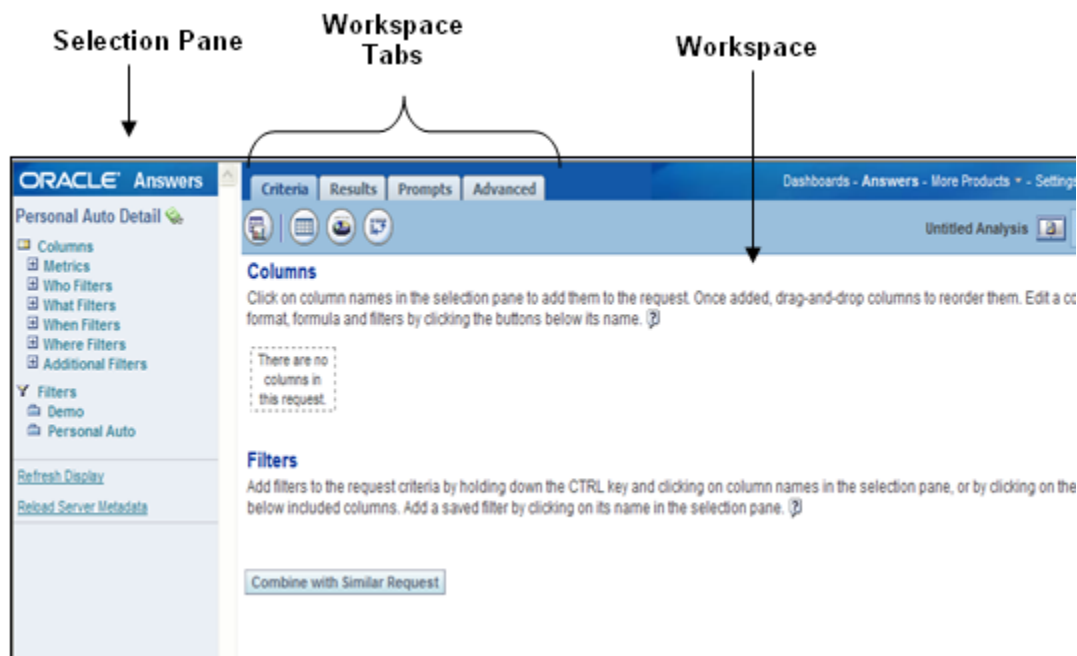 Selection Pane
Workspace
Tabs
Workspace
ORACLE Answers
Criteria Results Prompts Advanced
Dashboards - Answers - More Products - Settings
Personal Auto Detail
Untitled Analysis
Columns
Metrics
Who Filters
What Filters
When Filters
Where Filters
Additional Filters
Filters
Demo
Personal Auto
Refresh Display
Reload Server Metadata
Columns
Click on column names in the selection pane to add them to the request. Once added, drag-and-drop columns to reorder them. Edit a co
format, formula and filters by clicking the buttons below its name.
There are no
columns in
this request.
Filters
Add filters to the request criteria by holding down the CTRL key and clicking on column names in the selection pane, or by clicking on the
below included columns. Add a saved filter by clicking on its name in the selection pane.
Combine with Similar Request